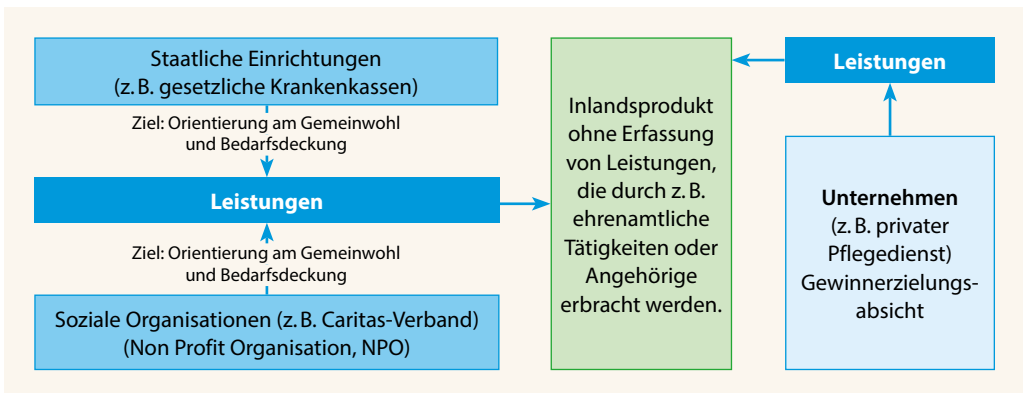 Staatliche Einrichtungen
(z. B. gesetzliche Krankenkassen)
Ziel: Orientierung am Gemeinwohl
und Bedarfsdeckung
Leistungen
Ziel: Orientierung am Gemeinwohl
und Bedarfsdeckung
Soziale Organisationen (z. B. Caritas-Verband)
(Non Profit Organisation, NPO)
Inlandsprodukt
ohne Erfassung
von Leistungen,
die durch z. B.
ehrenamtliche
Tätigkeiten oder
Angehörige
erbracht werden.
Leistungen
Unternehmen
(z. B. privater
Pflegedienst)
Gewinnerzielungs-
absicht